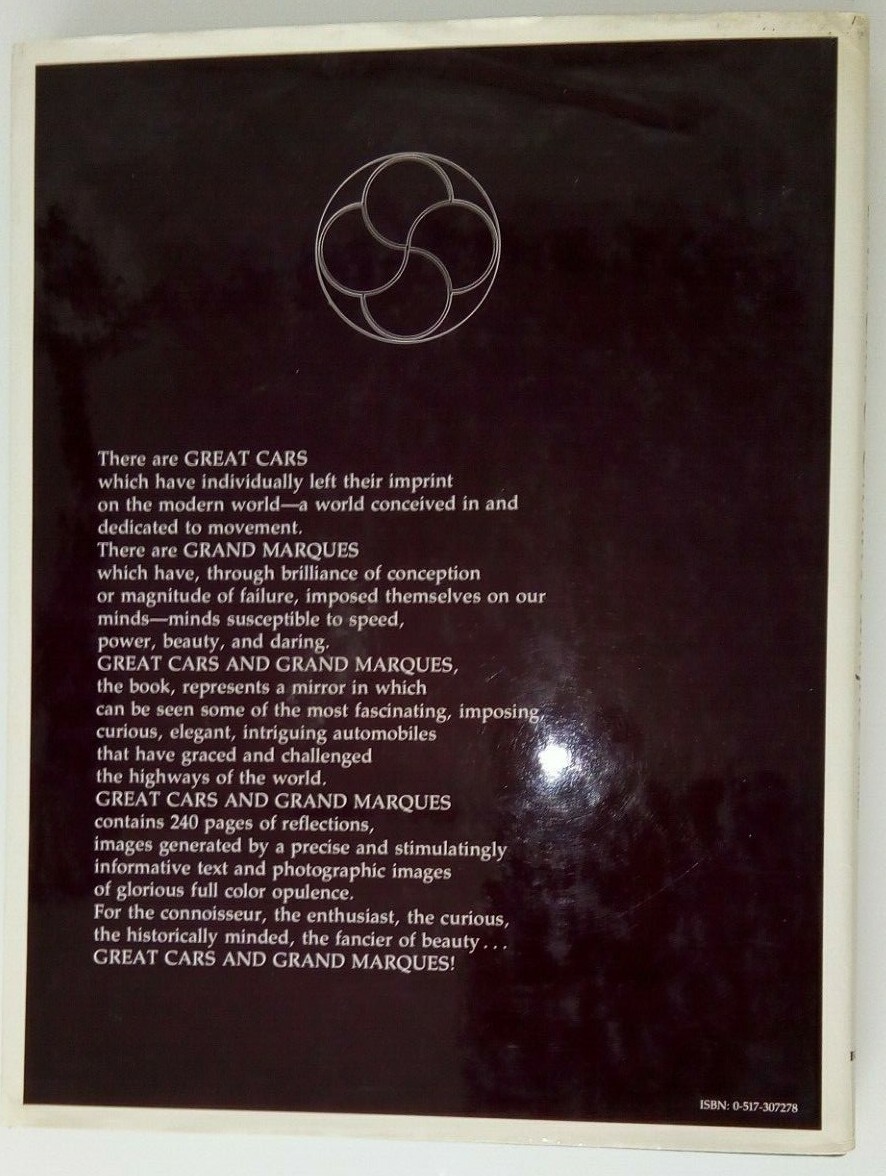 There are GREAT CARS
which have individually left their imprint
on the modern world—a world conceived in and
dedicated to movement.
There are GRAND MARQUES
which have, through brilliance of conception
or magnitude of failure, imposed themselves on our
minds—minds susceptible to speed,
power, beauty, and daring.
GREAT CARS AND GRAND MARQUES,
the book, represents a mirror in which
can be seen some of the most fascinating, imposing,
curious, elegant, intriguing automobiles
that have graced and challenged
the highways of the world.
GREAT CARS AND GRAND MARQUES
contains 240 pages of reflections,
images generated by a precise and stimulatingly
informative text and photographic images
of glorious full color opulence.
For the connoisseur, the enthusiast, the curious,
the historically minded, the fancier of beauty...
GREAT CARS AND GRAND MARQUES!
ISBN: 0-517-307278